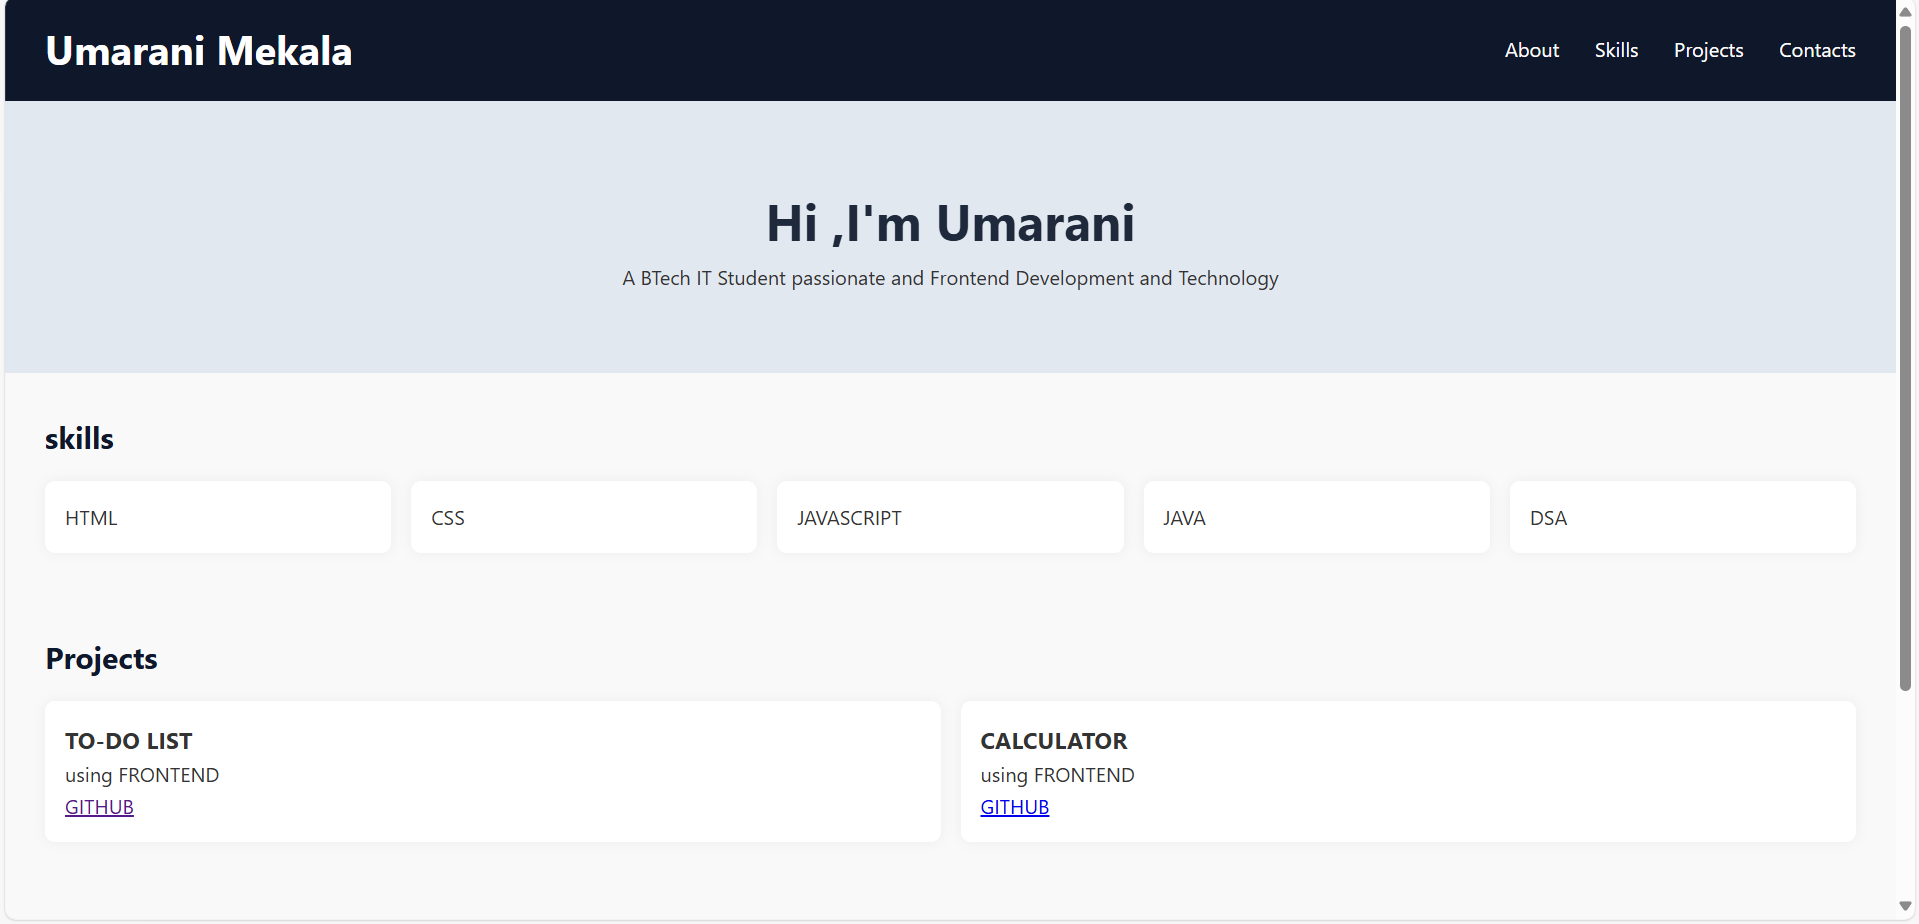 Umarani Mekala
About Skills Projects Contacts
Hi ,I'm Umarani
A BTech IT Student passionate and Frontend Development and Technology
skills
HTML CSS JAVASCRIPT JAVA DSA
Projects
TO-DO LIST
using FRONTEND
GITHUB
CALCULATOR
using FRONTEND
GITHUB